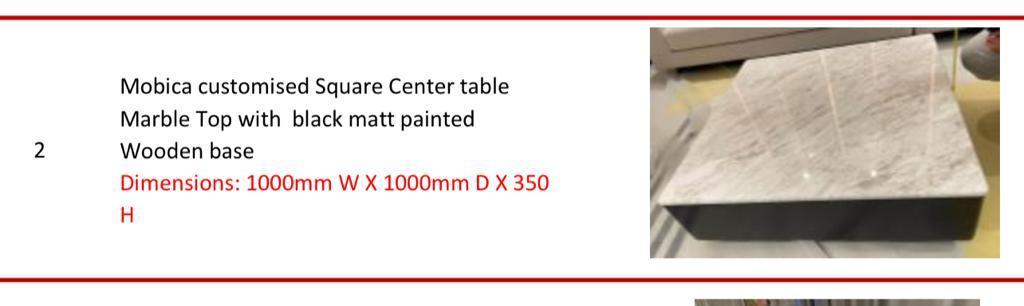 2
Mobica customised Square Center table
Marble Top with  black matt painted
Wooden base
Dimensions: 1000mm W X 1000mm D X 350
H